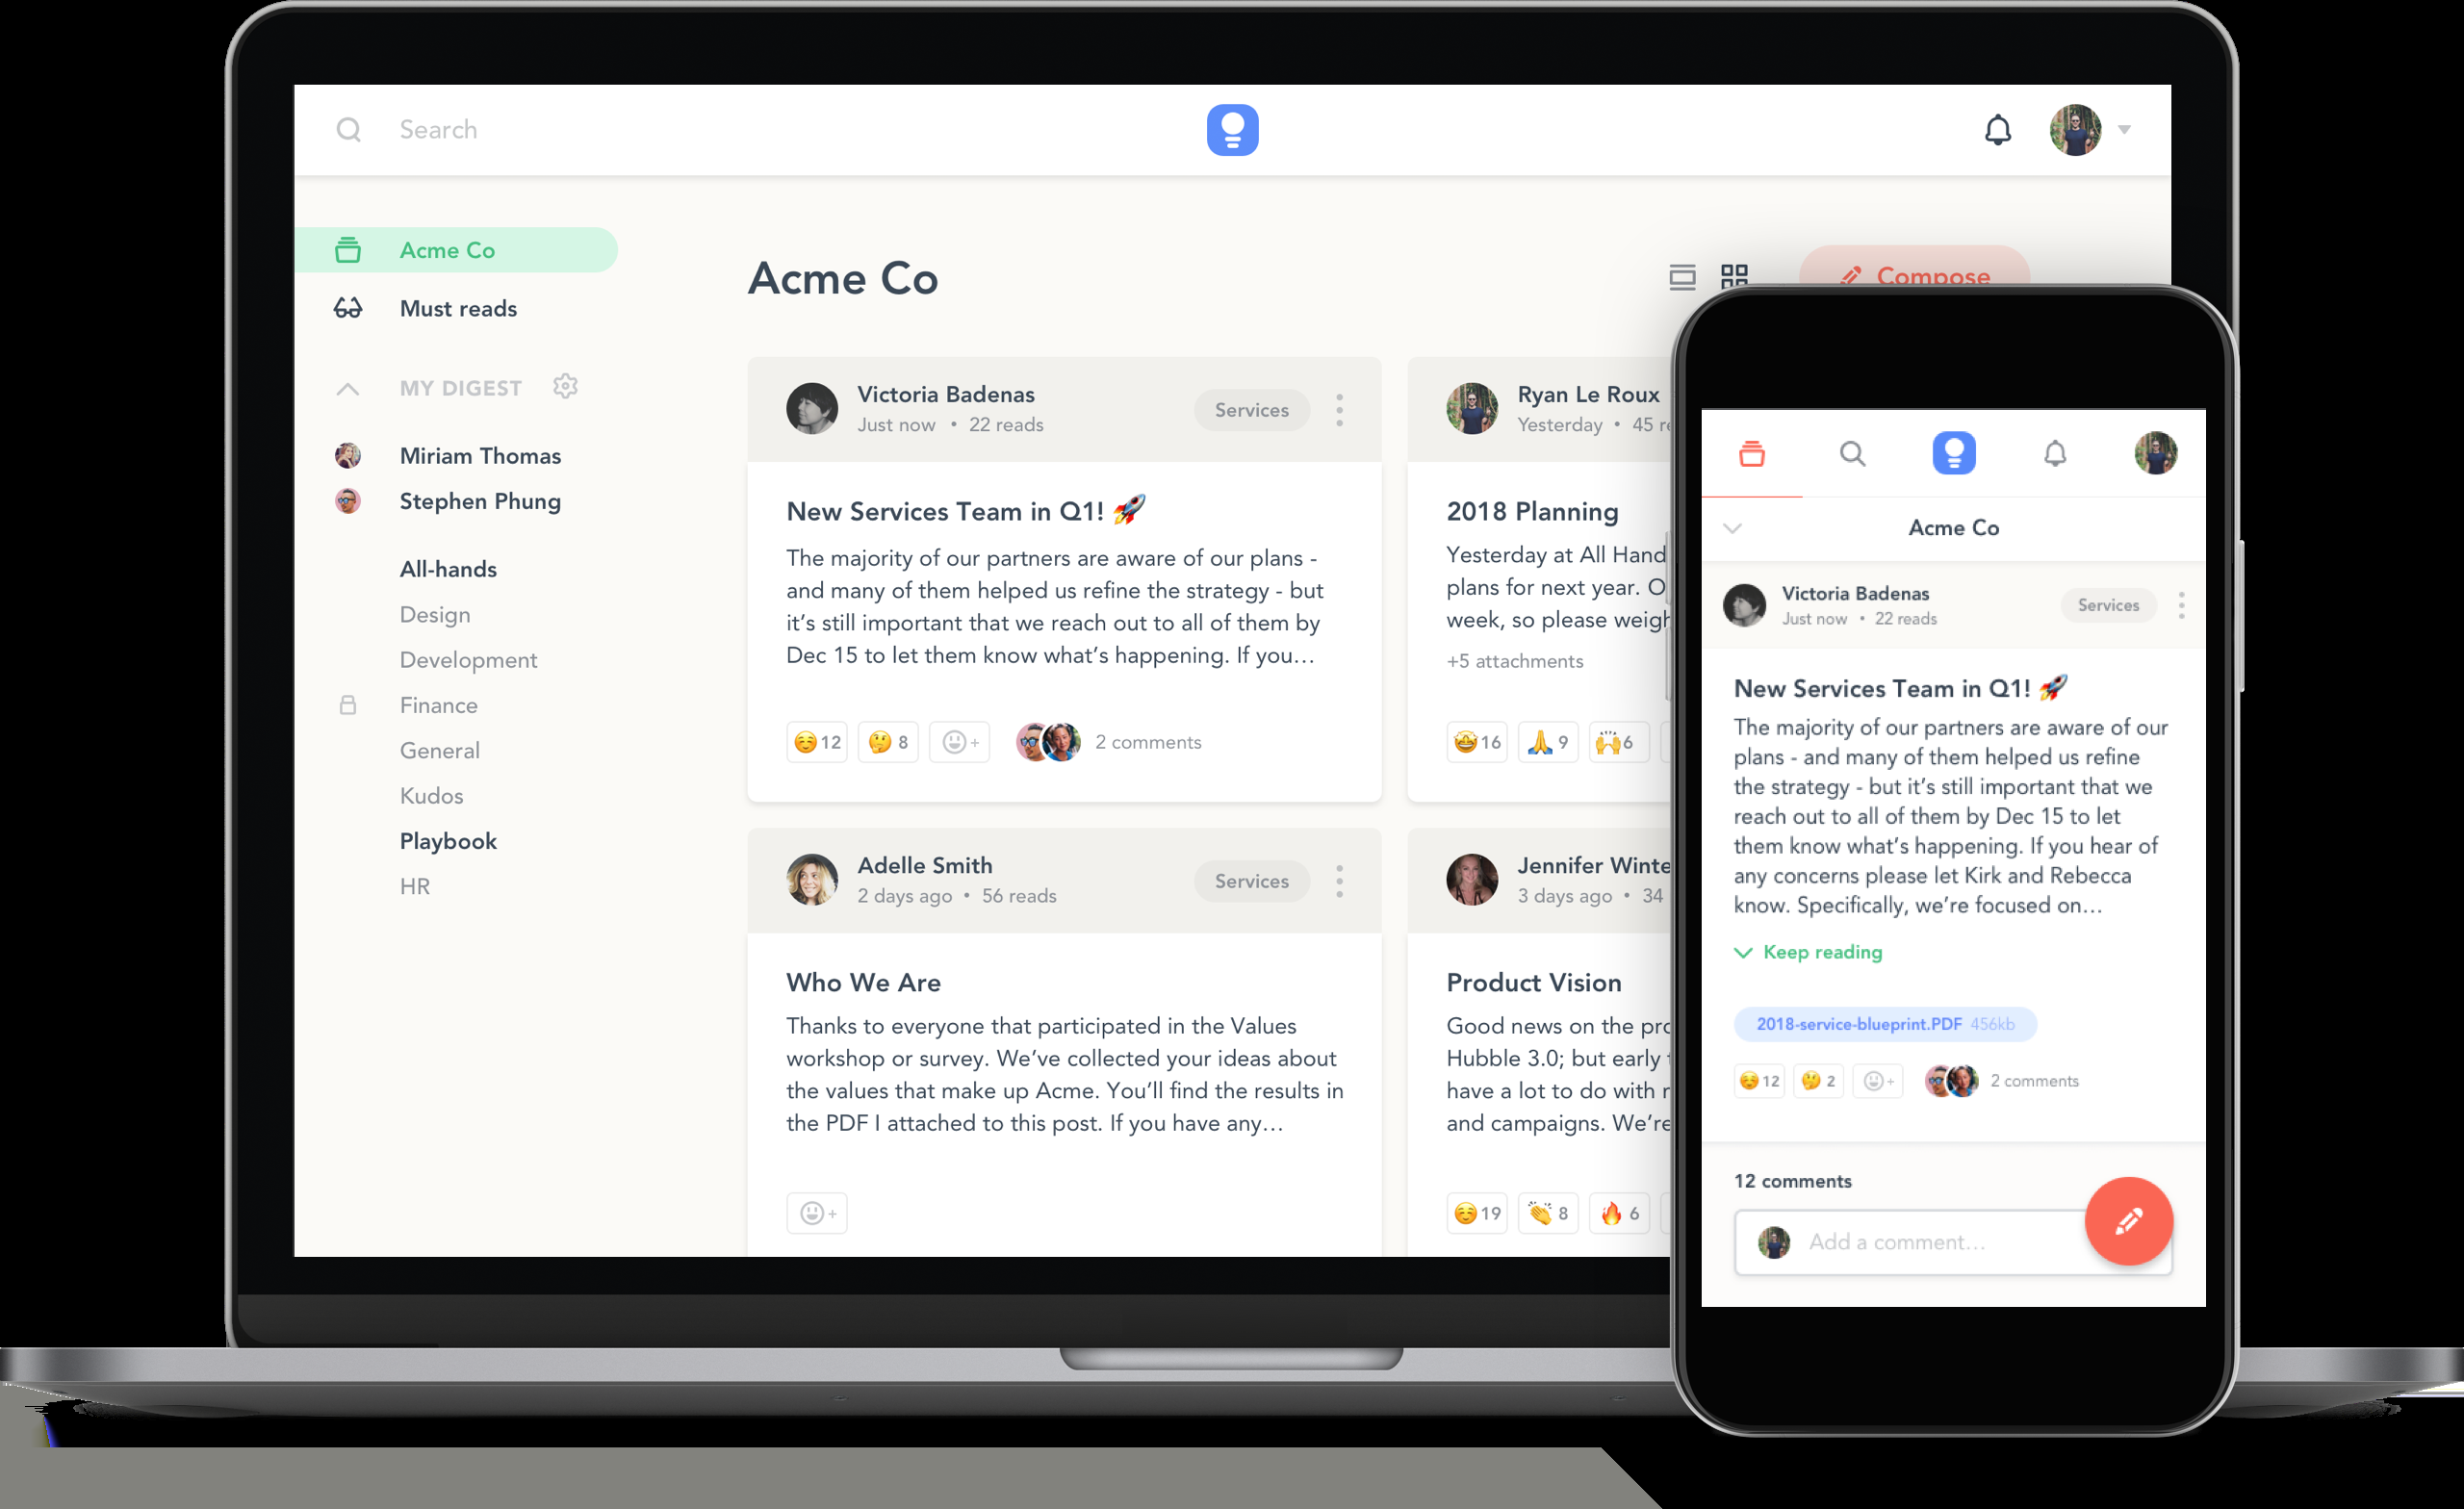 Search
Acme Co
Must reads
MY DIGEST
Miriam Thomas
Stephen Phung
All-hands
Design
Development
Finance
General
Kudos
Playbook
HR
Acme Co
Compose
Victoria Badenas
Just now • 22 reads
Services
New Services Team in Q1! 🚀
The majority of our partners are aware of our plans -
and many of them helped us refine the strategy - but
it's still important that we reach out to all of them by
Dec 15 to let them know what's happening. If you...
12
8
+
2 comments
Ryan Le Roux
Yesterday • 45
2018 Planning
Yesterday at All Hand
plans for next year.
week, so please weigh
+5 attachments
16
9
6
Adelle Smith
2 days ago • 56 reads
Services
Who We Are
Thanks to everyone that participated in the Values
workshop or survey. We've collected your ideas about
the values that make up Acme. You'll find the results in
the PDF I attached to this post. If you have any...
+
Jennifer Winte
3 days ago • 34
Product Vision
Good news on the pro
Hubble 3.0; but early
have a lot to do with
and campaigns. We're
19
8
6
Acme Co
Victoria Badenas
Just now • 22 reads
Services
New Services Team in Q1! 🚀
The majority of our partners are aware of our
plans - and many of them helped us refine
the strategy - but it's still important that we
reach out to all of them by Dec 15 to let
them know what's happening. If you hear of
any concerns please let Kirk and Rebecca
know. Specifically, we're focused on...
Keep reading
2018-service-blueprint.PDF 456kb
12
2
+
2 comments
12 comments
Add a comment...